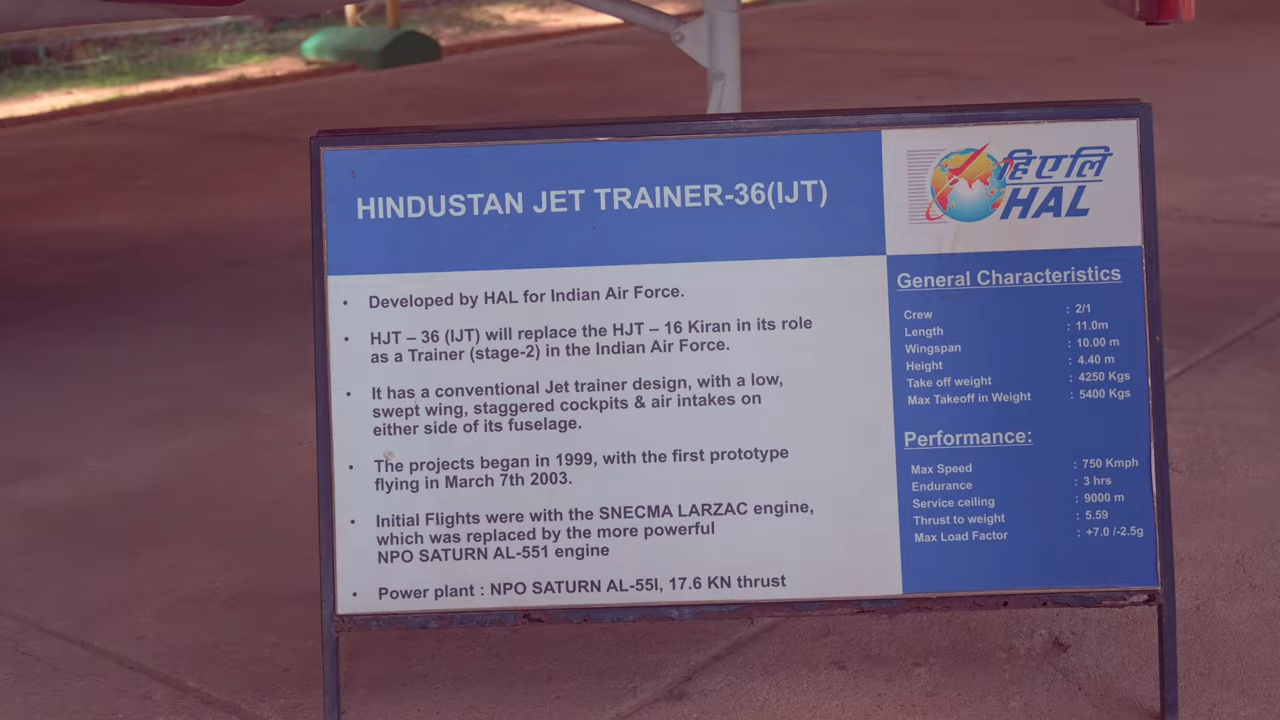 HINDUSTAN JET TRAINER-36(IJT)
हिएलि
HAL
• Developed by HAL for Indian Air Force.
• HJT – 36 (IJT) will replace the HJT – 16 Kiran in its role
as a Trainer (stage-2) in the Indian Air Force.
• It has a conventional Jet trainer design, with a low,
swept wing, staggered cockpits & air intakes on
either side of its fuselage.
• The projects began in 1999, with the first prototype
flying in March 7th 2003.
• Initial Flights were with the SNECMA LARZAC engine,
which was replaced by the more powerful
NPO SATURN AL-551 engine
• Power plant : NPO SATURN AL-55I, 17.6 KN thrust
General Characteristics
Crew : 2/1
Length : 11.0m
Wingspan : 10.00 m
Height : 4.40 m
Take off weight : 4250 Kgs
Max Takeoff in Weight : 5400 Kgs
Performance:
Max Speed : 750 Kmph
Endurance : 3 hrs
Service ceiling : 9000 m
Thrust to weight : 5.59
Max Load Factor : +7.0 /-2.5g